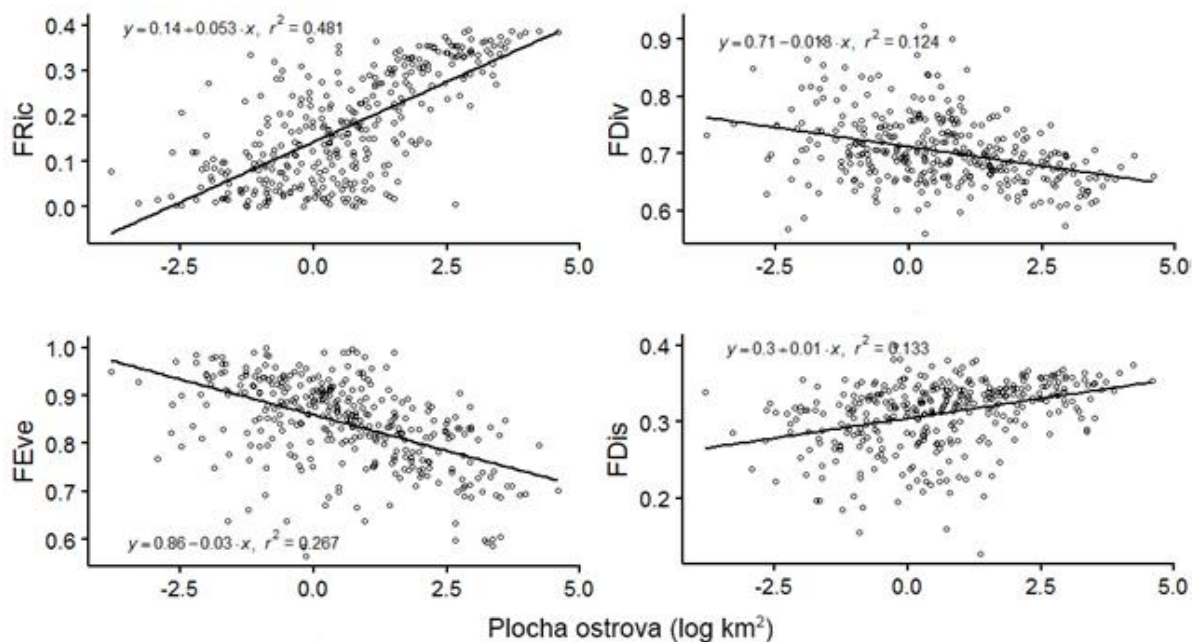 y=0.14+0.053·x, r²=0.481
FRic
0.4
0.3
0.2
0.1
0.0
-2.5 0.0 2.5 5.0
y=0.71−0.018·x, r²=0.124
FDiv
0.9
0.8
0.7
0.6
-2.5 0.0 2.5 5.0
FEve
1.0
0.9
0.8
0.7
0.6
y=0.86−0.03·x, r²=0.267
-2.5 0.0 2.5 5.0
y=0.3+0.01·x, r²=0.133
FDis
0.4
0.3
0.2
-2.5 0.0 2.5 5.0
Plocha ostrova (log km²)